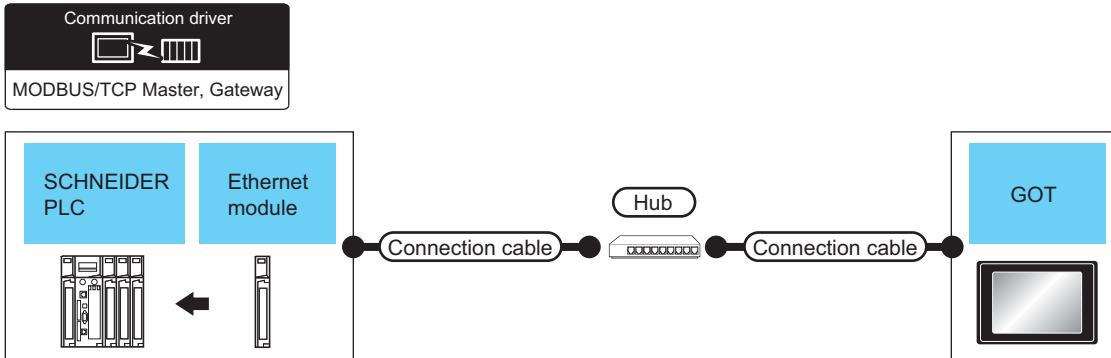 Communication driver
MODBUS/TCP Master, Gateway
SCHNEIDER
PLC
Ethernet
module
Connection cable
Hub
Connection cable
GOT